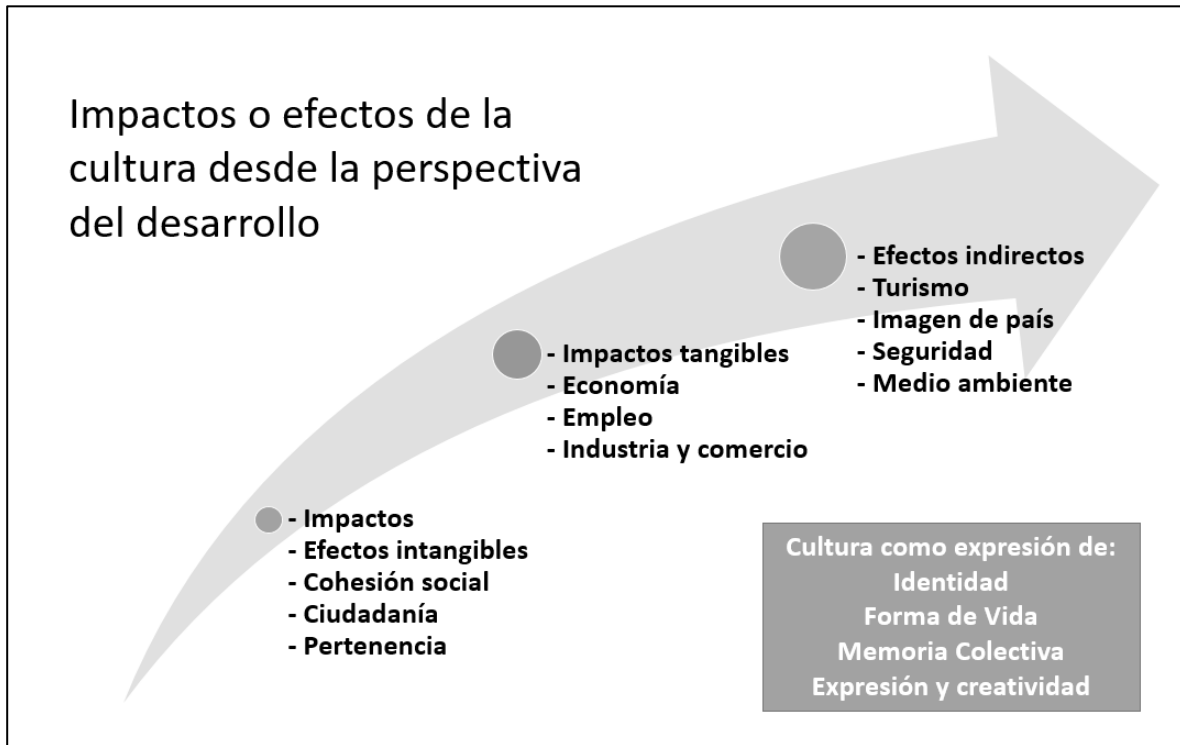 Impactos o efectos de la
cultura desde la perspectiva
del desarrollo
- Efectos indirectos
- Turismo
- Imagen de país
- Seguridad
- Medio ambiente
- Impactos tangibles
- Economía
- Empleo
- Industria y comercio
- Impactos
- Efectos intangibles
- Cohesión social
- Ciudadanía
- Pertenencia
Cultura como expresión de:
Identidad
Forma de Vida
Memoria Colectiva
Expresión y creatividad